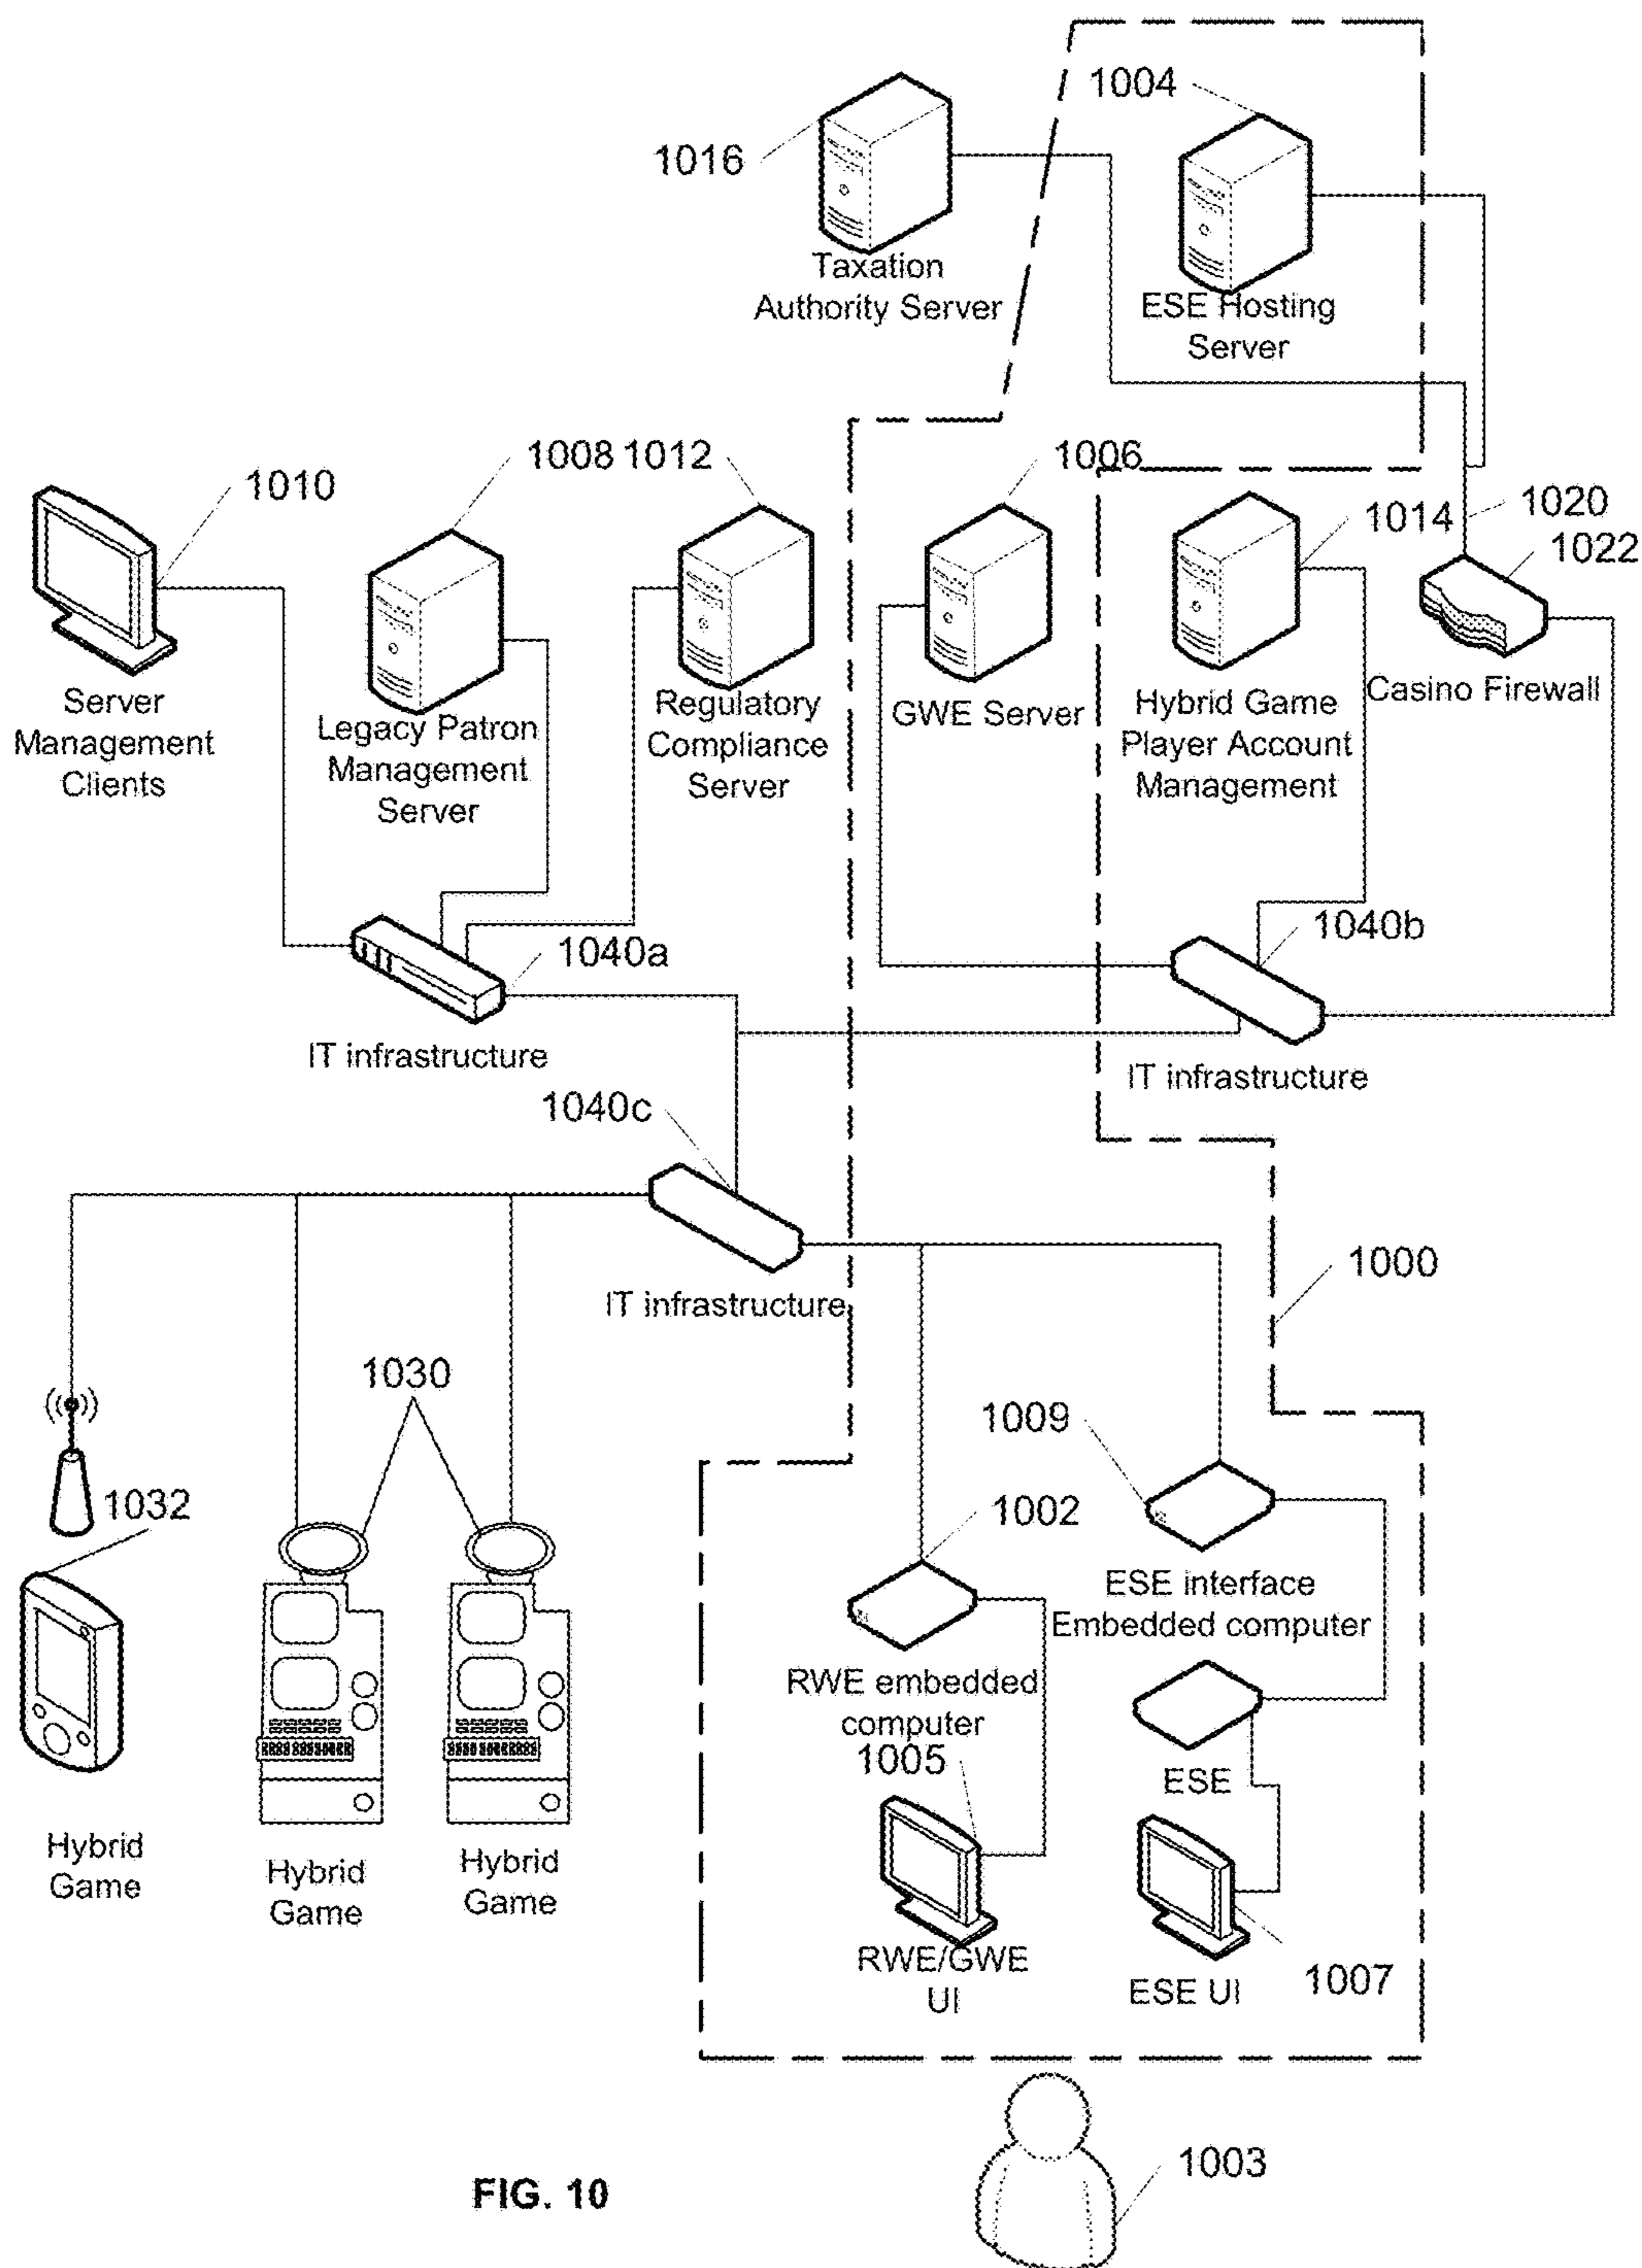 1004
1016
Taxation
Authority Server
ESE Hosting
Server
1010
1008
1012
1006
1014
1020
1022
Server
Management
Clients
Legacy Patron
Management
Server
Regulatory
Compliance
Server
GWE Server
Hybrid Game
Player Account
Management
Casino Firewall
1040a
1040b
IT infrastructure
IT infrastructure
1040c
IT infrastructure
1000
1030
1009
1032
1002
ESE interface
Embedded computer
RWE embedded
computer
1005
ESE
Hybrid
Game
Hybrid
Game
Hybrid
Game
RWE/GWE
UI
ESE UI
1007
1003
FIG. 10